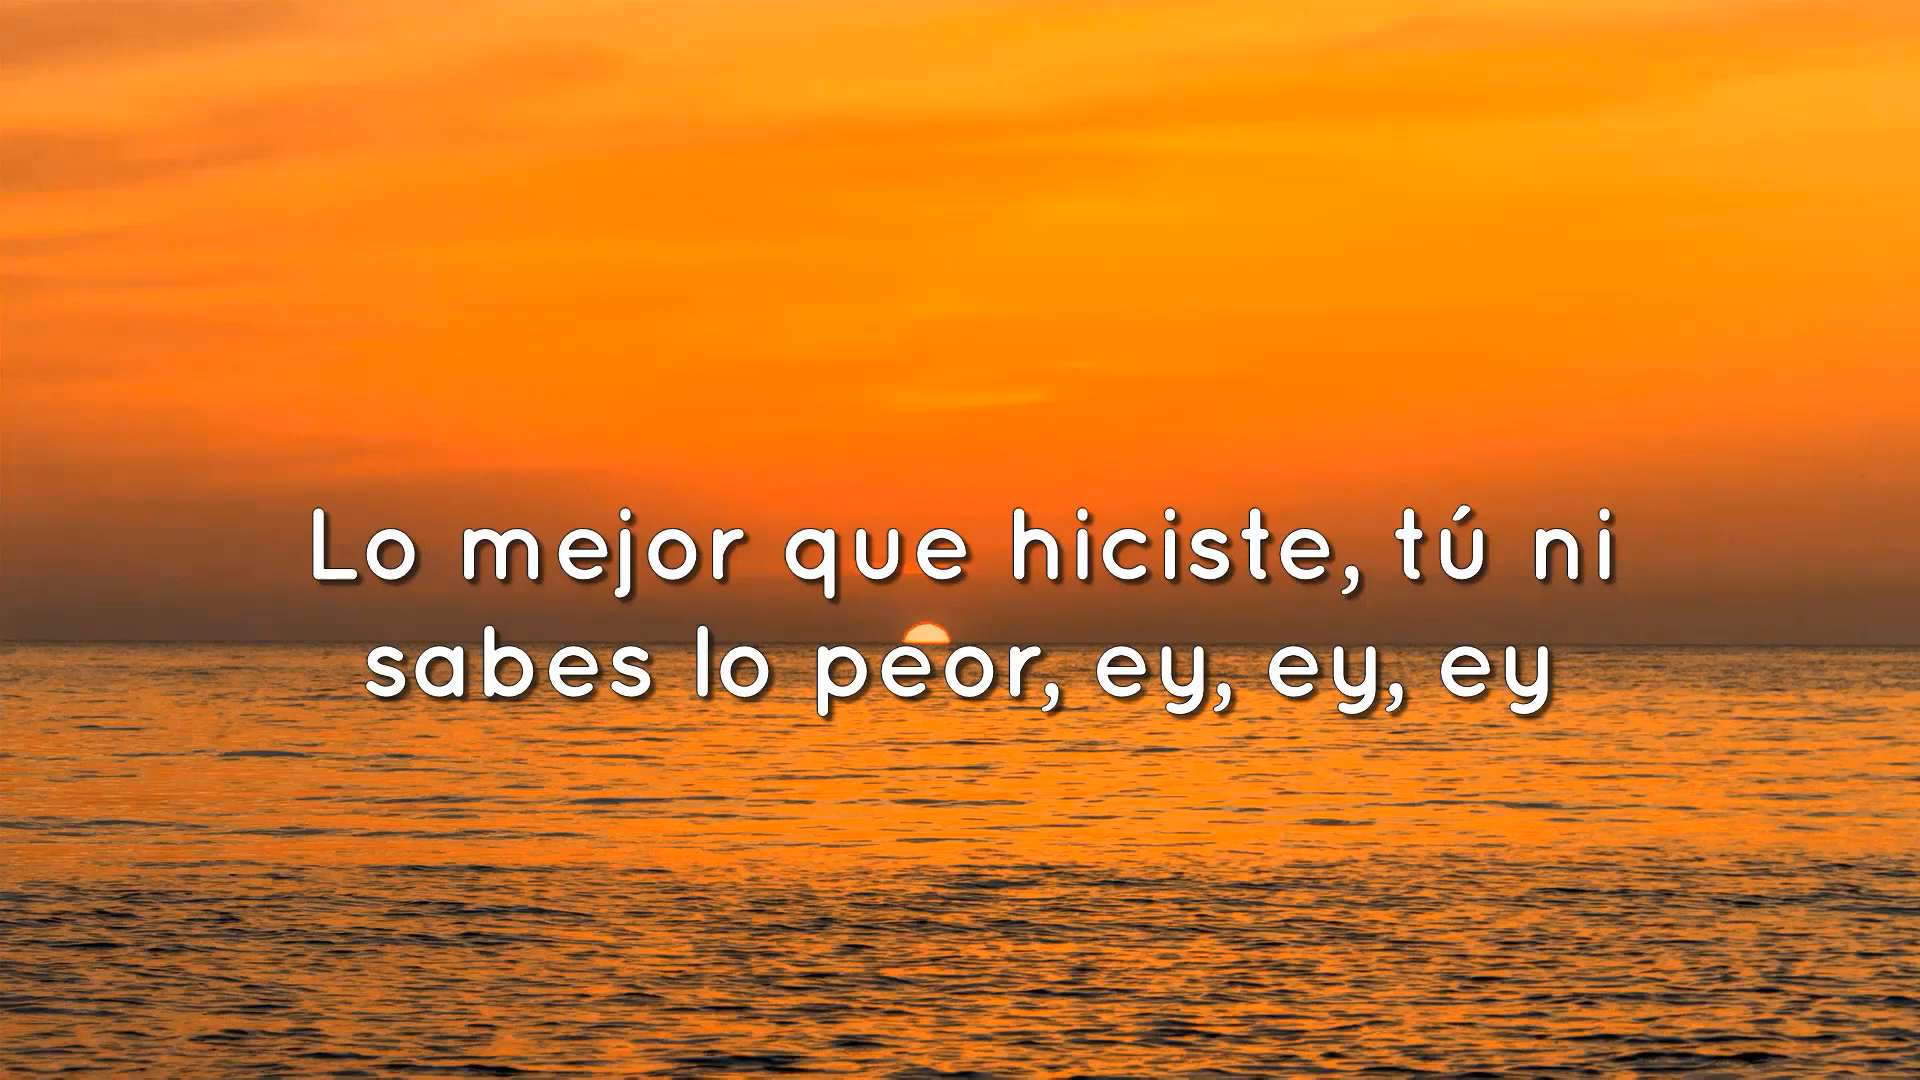 Lo mejor que hiciste, tú ni
sabes lo peor, ey, ey, ey